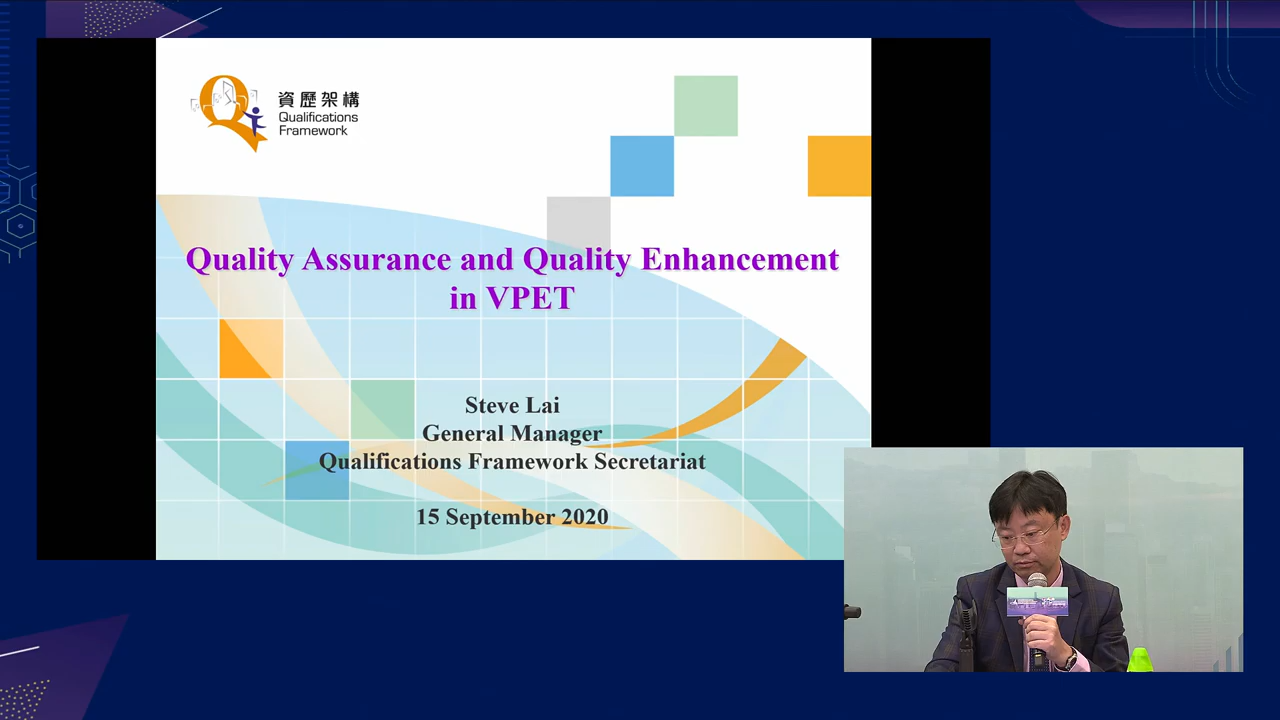 資歷架構
Qualifications
Framework
Quality Assurance and Quality Enhancement
in VPET
Steve Lai
General Manager
Qualifications Framework Secretariat
15 September 2020